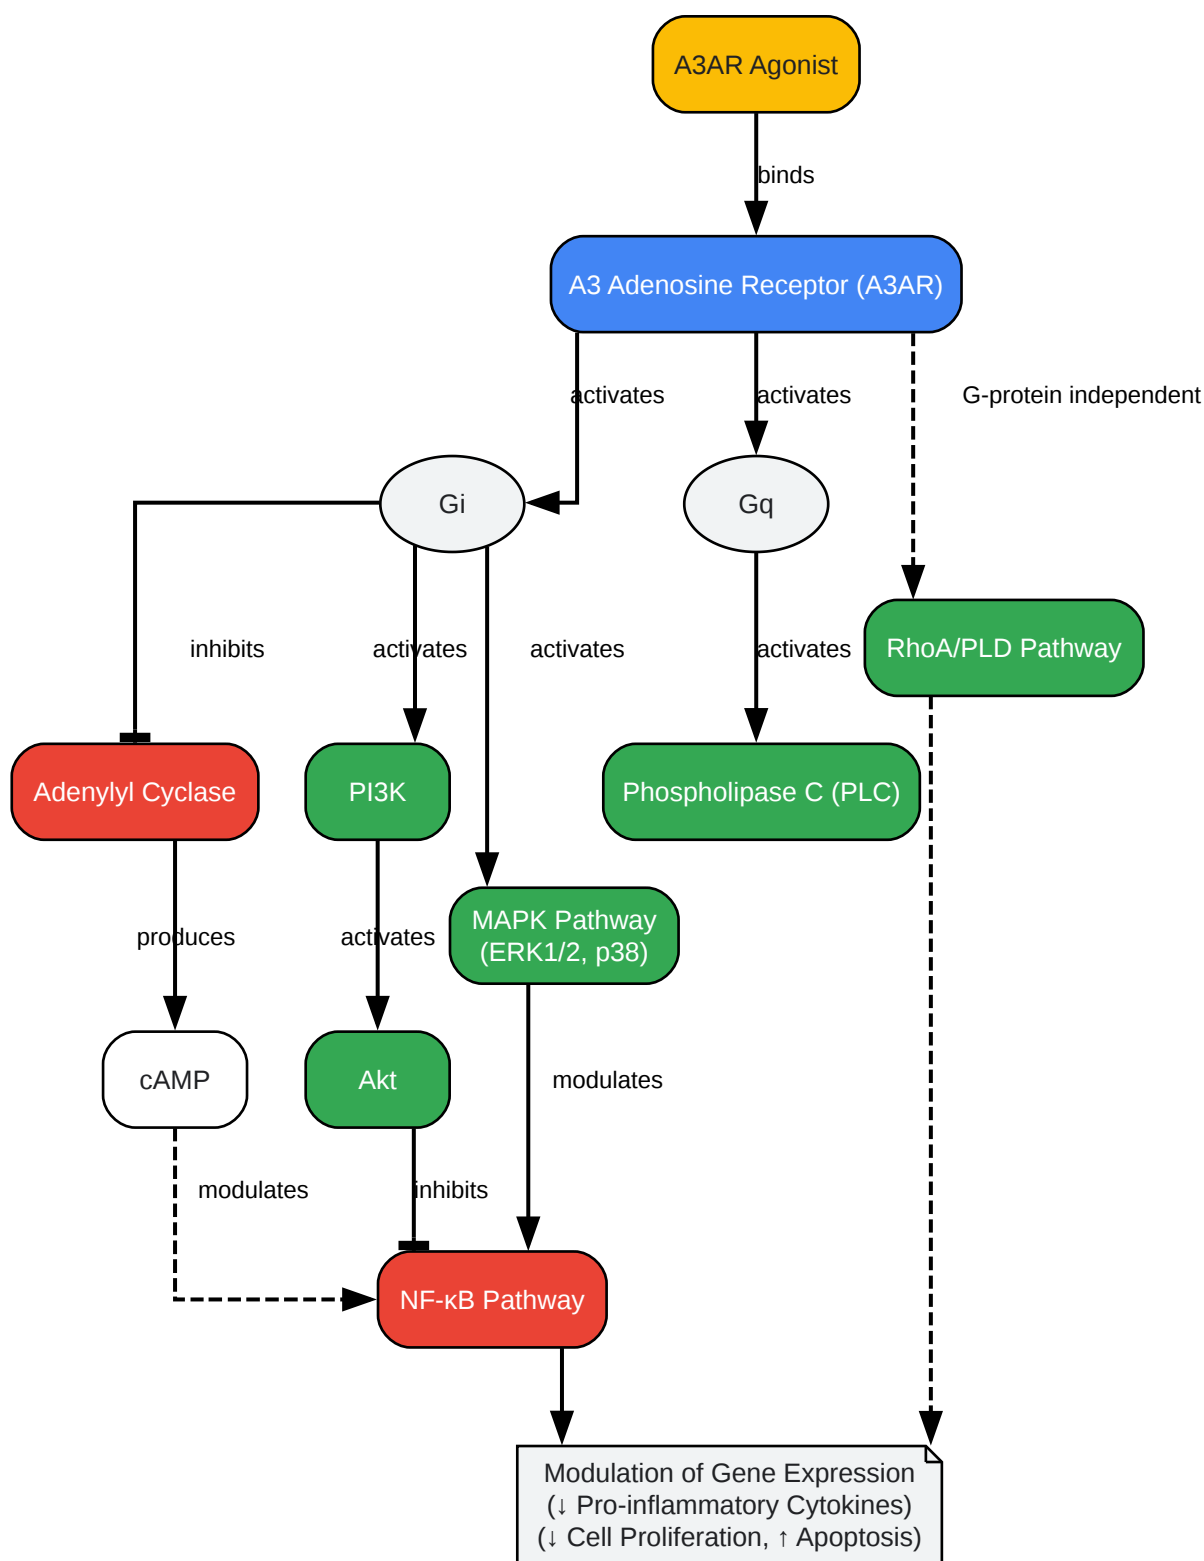 A3AR Agonist
binds
A3 Adenosine Receptor (A3AR)
activates
activates
G-protein independent
Gi
Gq
inhibits
activates
activates
activates
RhoA/PLD Pathway
Adenylyl Cyclase
PI3K
Phospholipase C (PLC)
produces
activates
MAPK Pathway
(ERK1/2, p38)
cAMP
Akt
modulates
modulates
inhibits
NF-κB Pathway
Modulation of Gene Expression
(↓ Pro-inflammatory Cytokines)
(↓ Cell Proliferation, ↑ Apoptosis)